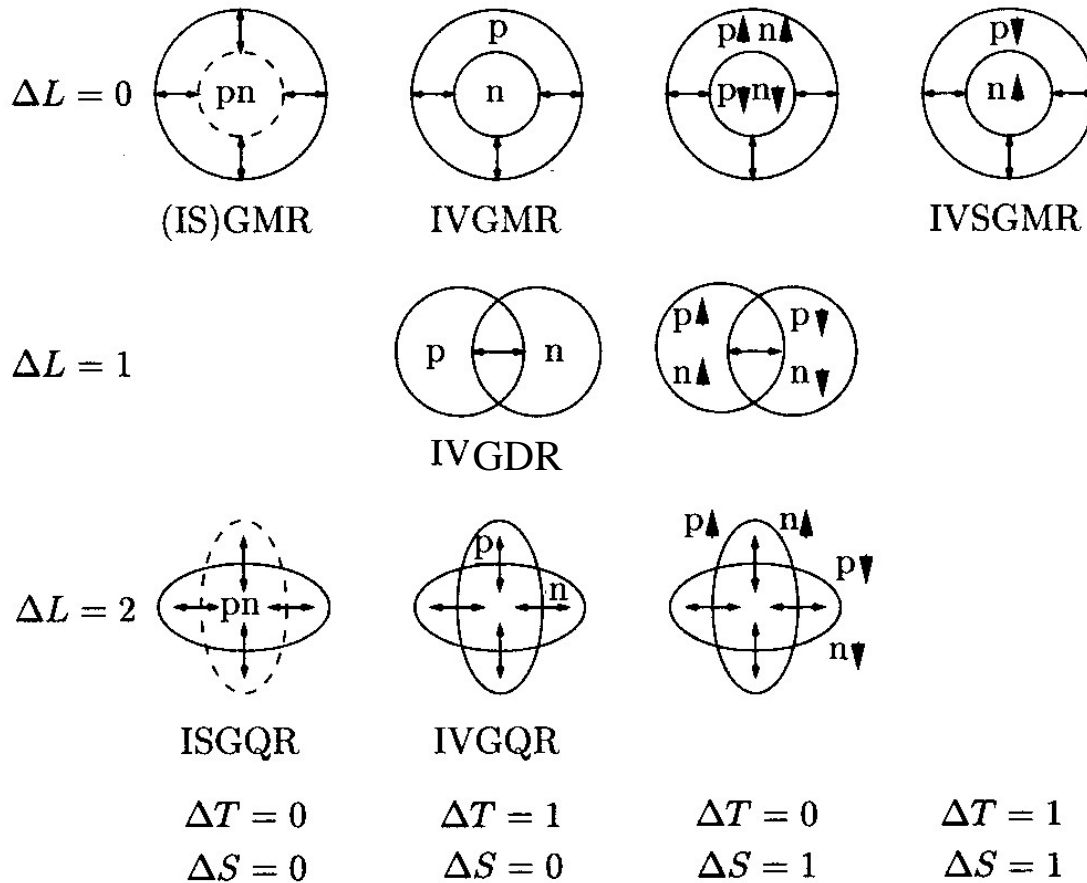 ΔL = 0
pn
p
n
p▲ n▲
p▼n▼
p▼
n▲
(IS)GMR IVGMR IVSGMR
ΔL = 1
p n
p▲ p▼
n▲ n▼
IVGDR
ΔL = 2
pn
p
n
p▲ n▲
p▼
n▼
ISGQR IVGQR
ΔT = 0 ΔT = 1 ΔT = 0 ΔT = 1
ΔS = 0 ΔS = 0 ΔS = 1 ΔS = 1